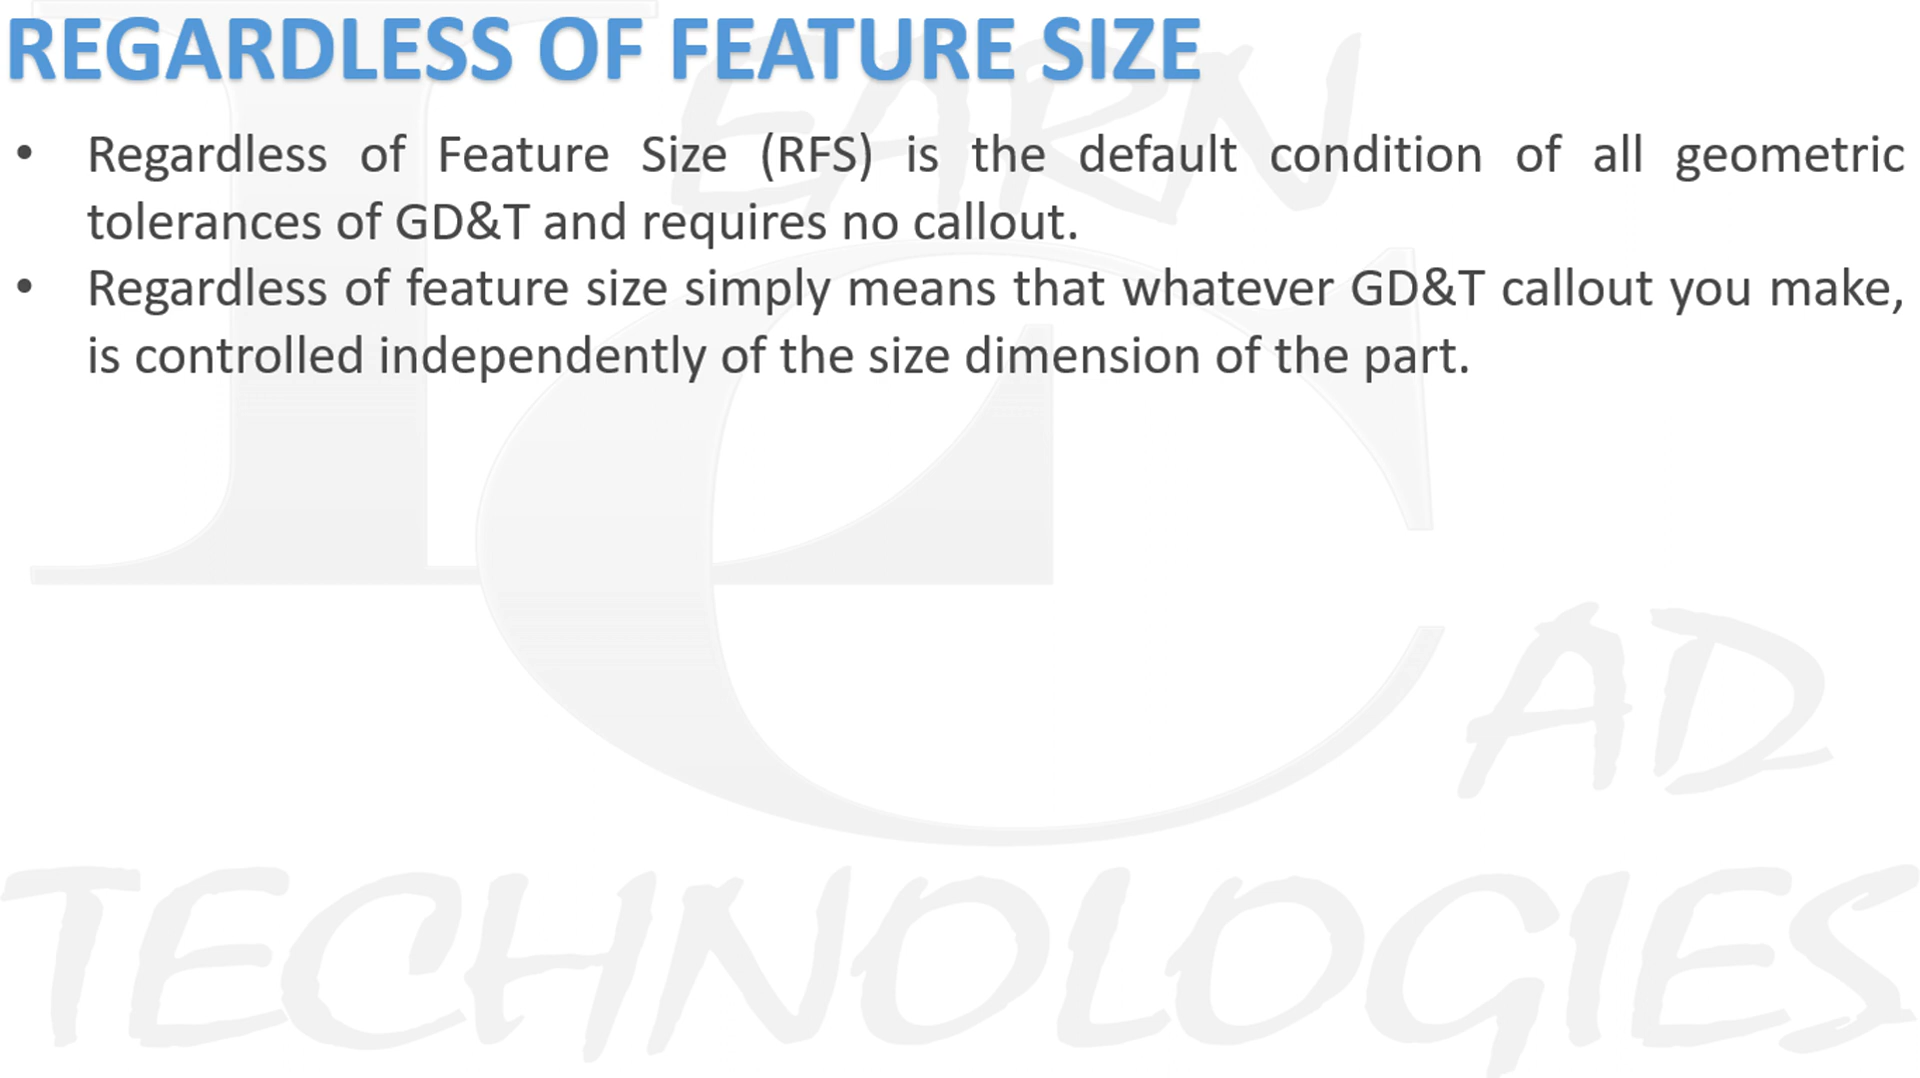 REGARDLESS OF FEATURE SIZE
• Regardless of Feature Size (RFS) is the default condition of all geometric
tolerances of GD&T and requires no callout.
• Regardless of feature size simply means that whatever GD&T callout you make,
is controlled independently of the size dimension of the part.
LEARN
CAD
TECHNOLOGIES